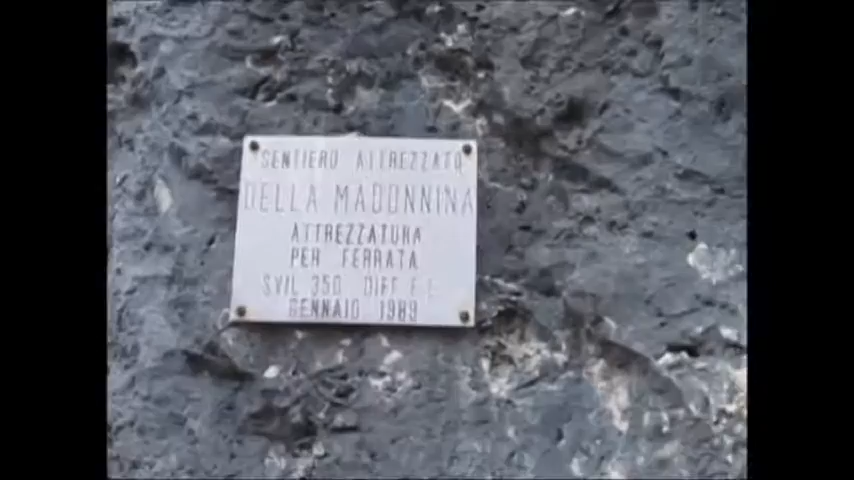 SENTIERO ATTREZZATO
DELLA MADONNINA
ATTREZZATURA
PER FERRATA
SVIL 350 DIFF
GENNAIO 1989